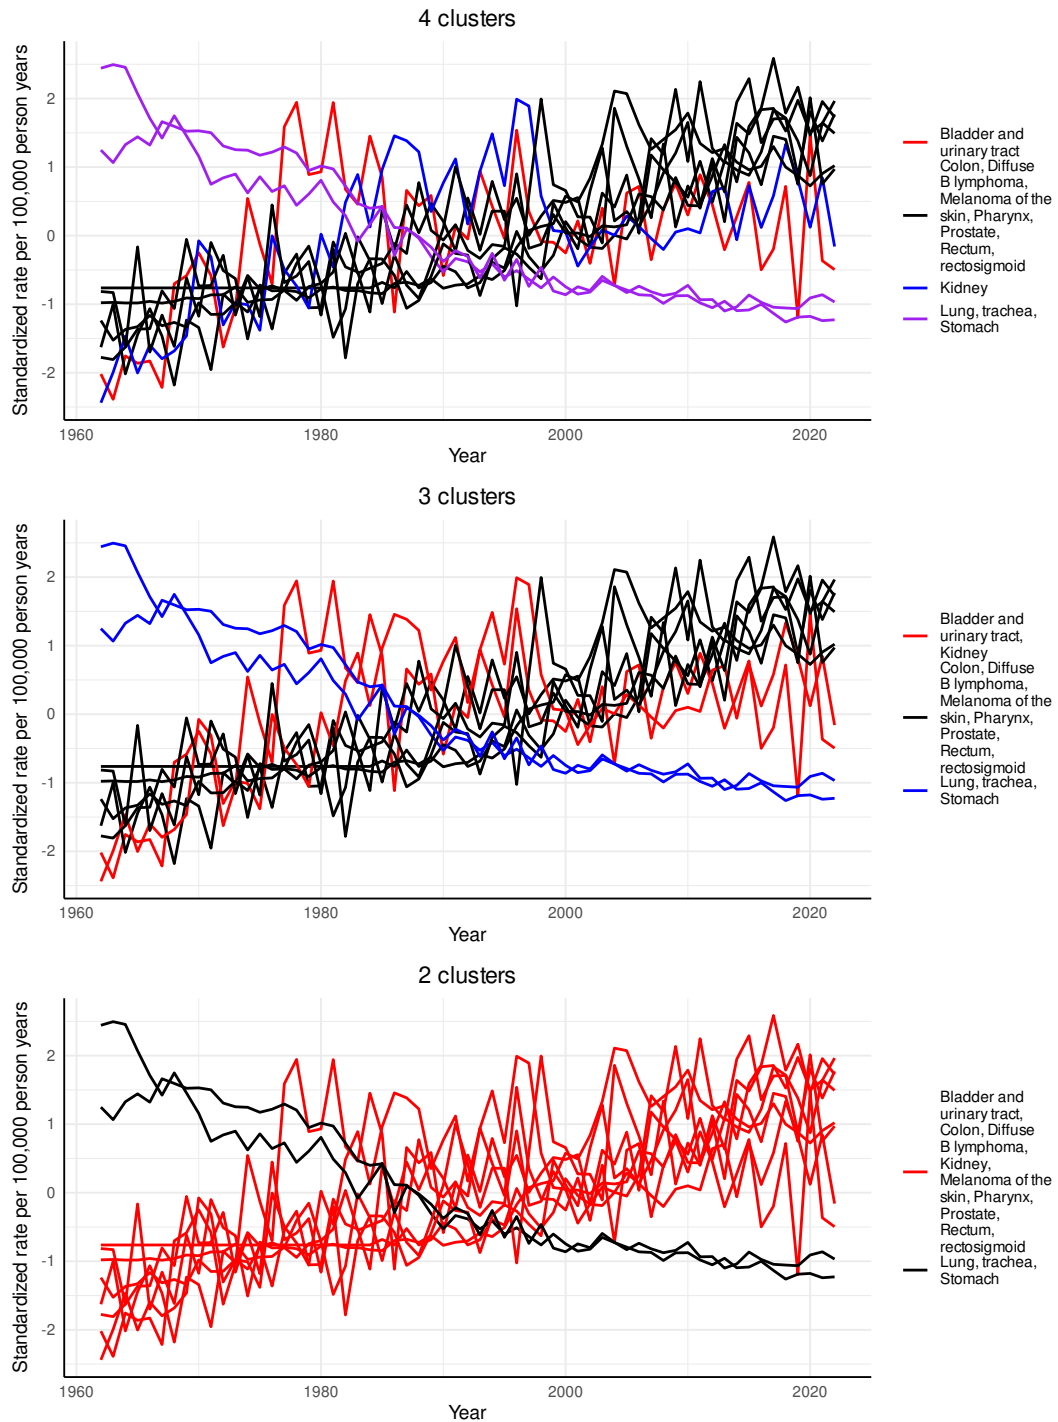 4 clusters
Standardized rate per 100,000 person years
2
1
0
-1
-2
1960
1980
2000
2020
Year
Bladder and
urinary tract
Colon, Diffuse
B lymphoma,
Melanoma of the
skin, Pharynx,
Prostate,
Rectum,
rectosigmoid
Kidney
Lung, trachea,
Stomach
3 clusters
Standardized rate per 100,000 person years
2
1
0
-1
-2
1960
1980
2000
2020
Year
Bladder and
urinary tract,
Kidney
Colon, Diffuse
B lymphoma,
Melanoma of the
skin, Pharynx,
Prostate,
Rectum,
rectosigmoid
Lung, trachea,
Stomach
2 clusters
Standardized rate per 100,000 person years
2
1
0
-1
-2
1960
1980
2000
2020
Year
Bladder and
urinary tract,
Colon, Diffuse
B lymphoma,
Kidney,
Melanoma of the
skin, Pharynx,
Prostate,
Rectum,
rectosigmoid
Lung, trachea,
Stomach